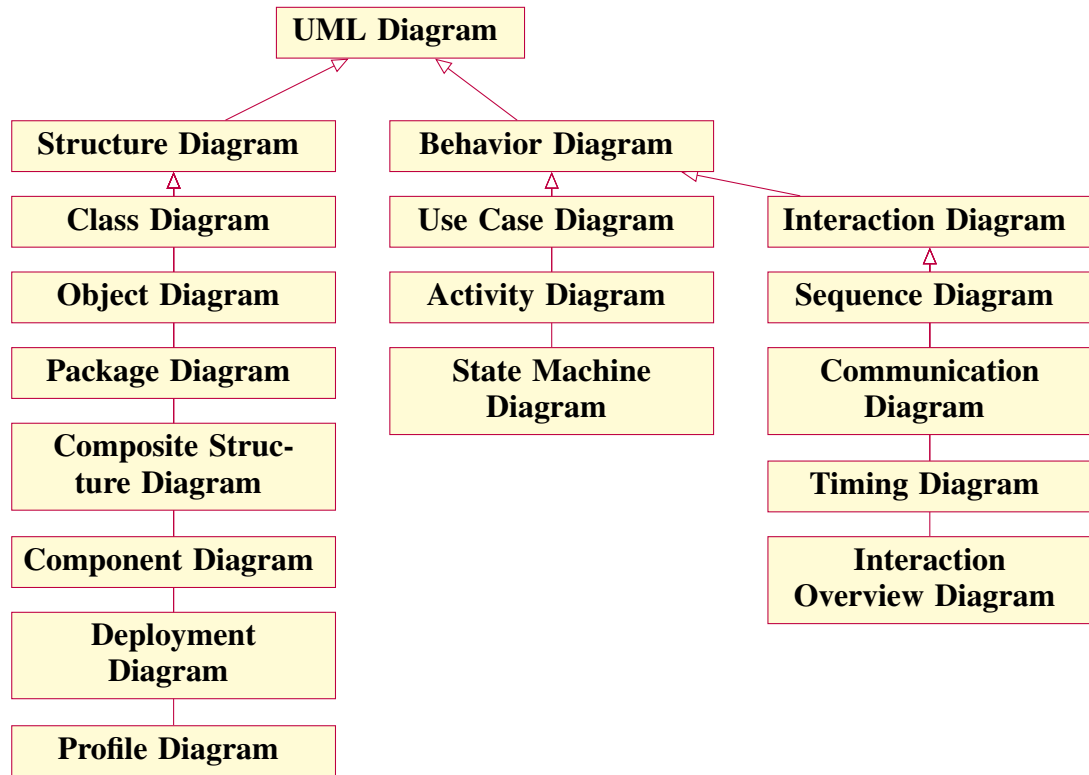 UML Diagram
Structure Diagram
Behavior Diagram
Class Diagram
Use Case Diagram
Interaction Diagram
Object Diagram
Activity Diagram
Sequence Diagram
Package Diagram
State Machine
Diagram
Communication
Diagram
Composite Struc-
ture Diagram
Timing Diagram
Component Diagram
Interaction
Overview Diagram
Deployment
Diagram
Profile Diagram